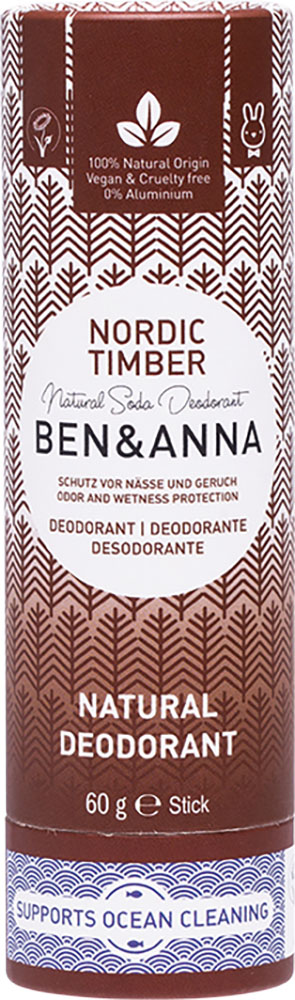 100% Natural Origin
Vegan & Cruelty free
0% Aluminium
NORDIC
TIMBER
Natural Soda Deodorant
BEN&ANNA
SCHUTZ VOR NÄSSE UND GERUCH
ODOR AND WETNESS PROTECTION
DEODORANT | DEODORANTE
DESODORANTE
NATURAL
DEODORANT
60 g ℮ Stick
SUPPORTS OCEAN CLEANING